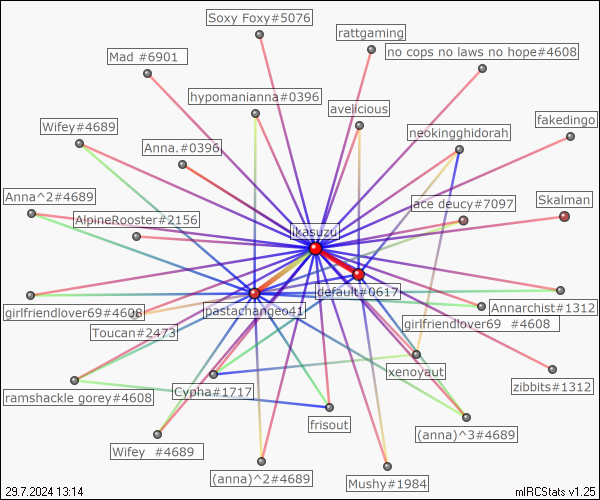 Soxy Foxy#5076
rattgaming
Mad #6901
no cops no laws no hope#4608
hypomanianna#0396
avelicious
Wifey#4689
neokingghidorah
fakedingo
Anna.#0396
Anna^2#4689
ace deucy#7097
Skalman
AlpineRooster#2156
ikasuzu
default#0617
pastachangeo41
Annarchist#1312
girlfriendlover69#4608
girlfriendlover69 #4608
Toucan#2473
xenoyaut
zibbits#1312
ramshackle gorey#4608
Cypha#1717
frisout
(anna)^3#4689
Wifey #4689
(anna)^2#4689
Mushy#1984
29.7.2024 13:14
mIRCStats v1.25